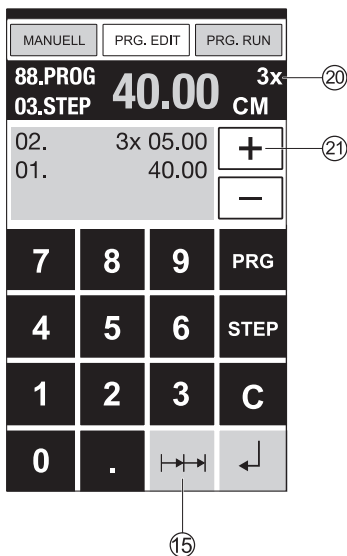 MANUELL PRG. EDIT PRG. RUN
88.PROG 40.00 3x 20
03.STEP CM
02. 3x 05.00 + 21
01. 40.00
−
7 8 9 PRG
4 5 6 STEP
1 2 3 C
0 .
15